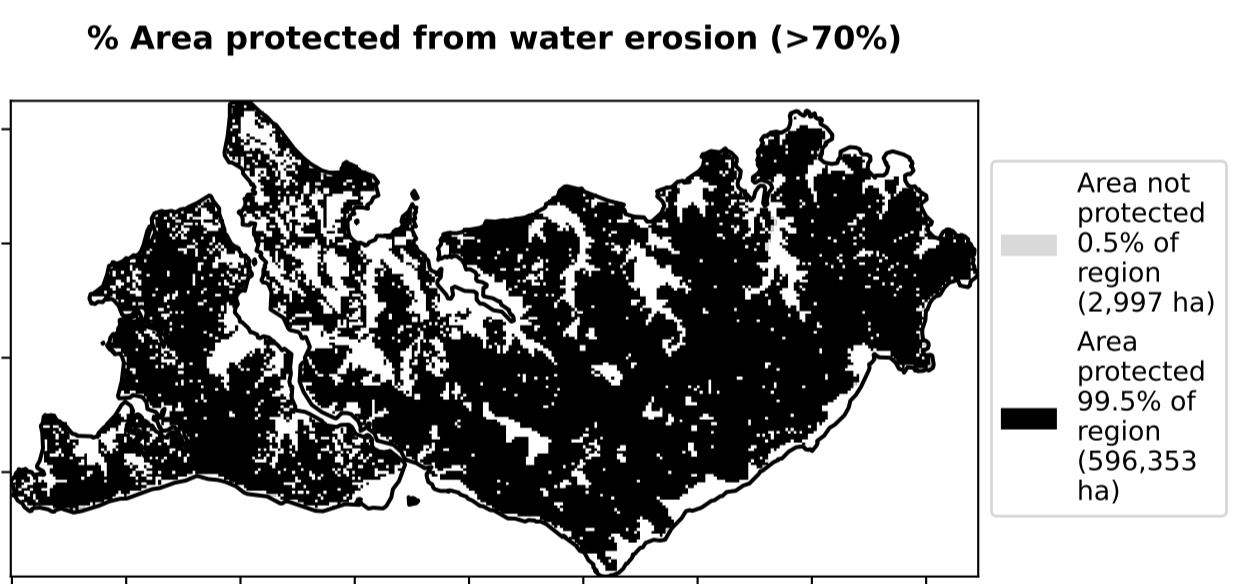 % Area protected from water erosion (>70%)
Area not
protected
0.5% of
region
(2,997 ha)
Area
protected
99.5% of
region
(596,353
ha)